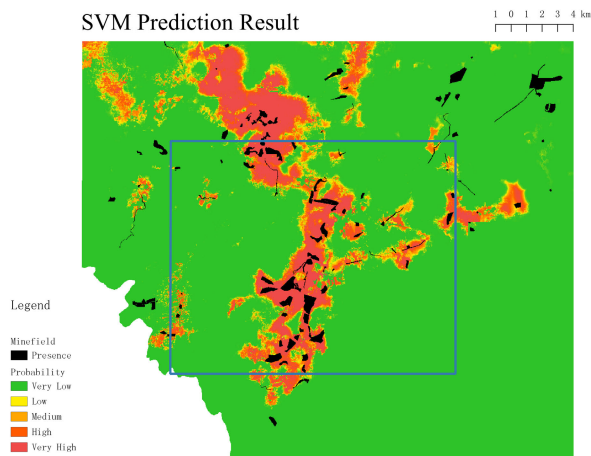 SVM Prediction Result
1 0 1 2 3 4 km
Legend
Minefield
Presence
Probability
Very Low
Low
Medium
High
Very High